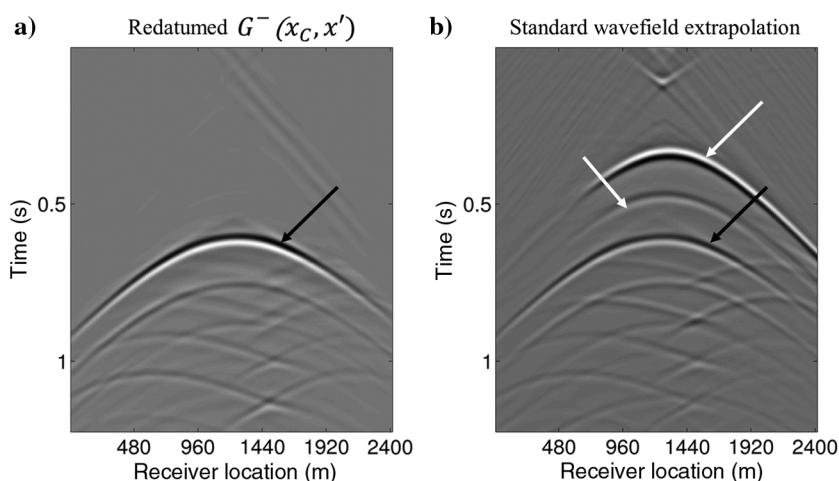 a) Redatumed G⁻(x_C, x′)
Time (s)
0.5
1
480 960 1440 1920 2400
Receiver location (m)
b) Standard wavefield extrapolation
Time (s)
0.5
1
480 960 1440 1920 2400
Receiver location (m)